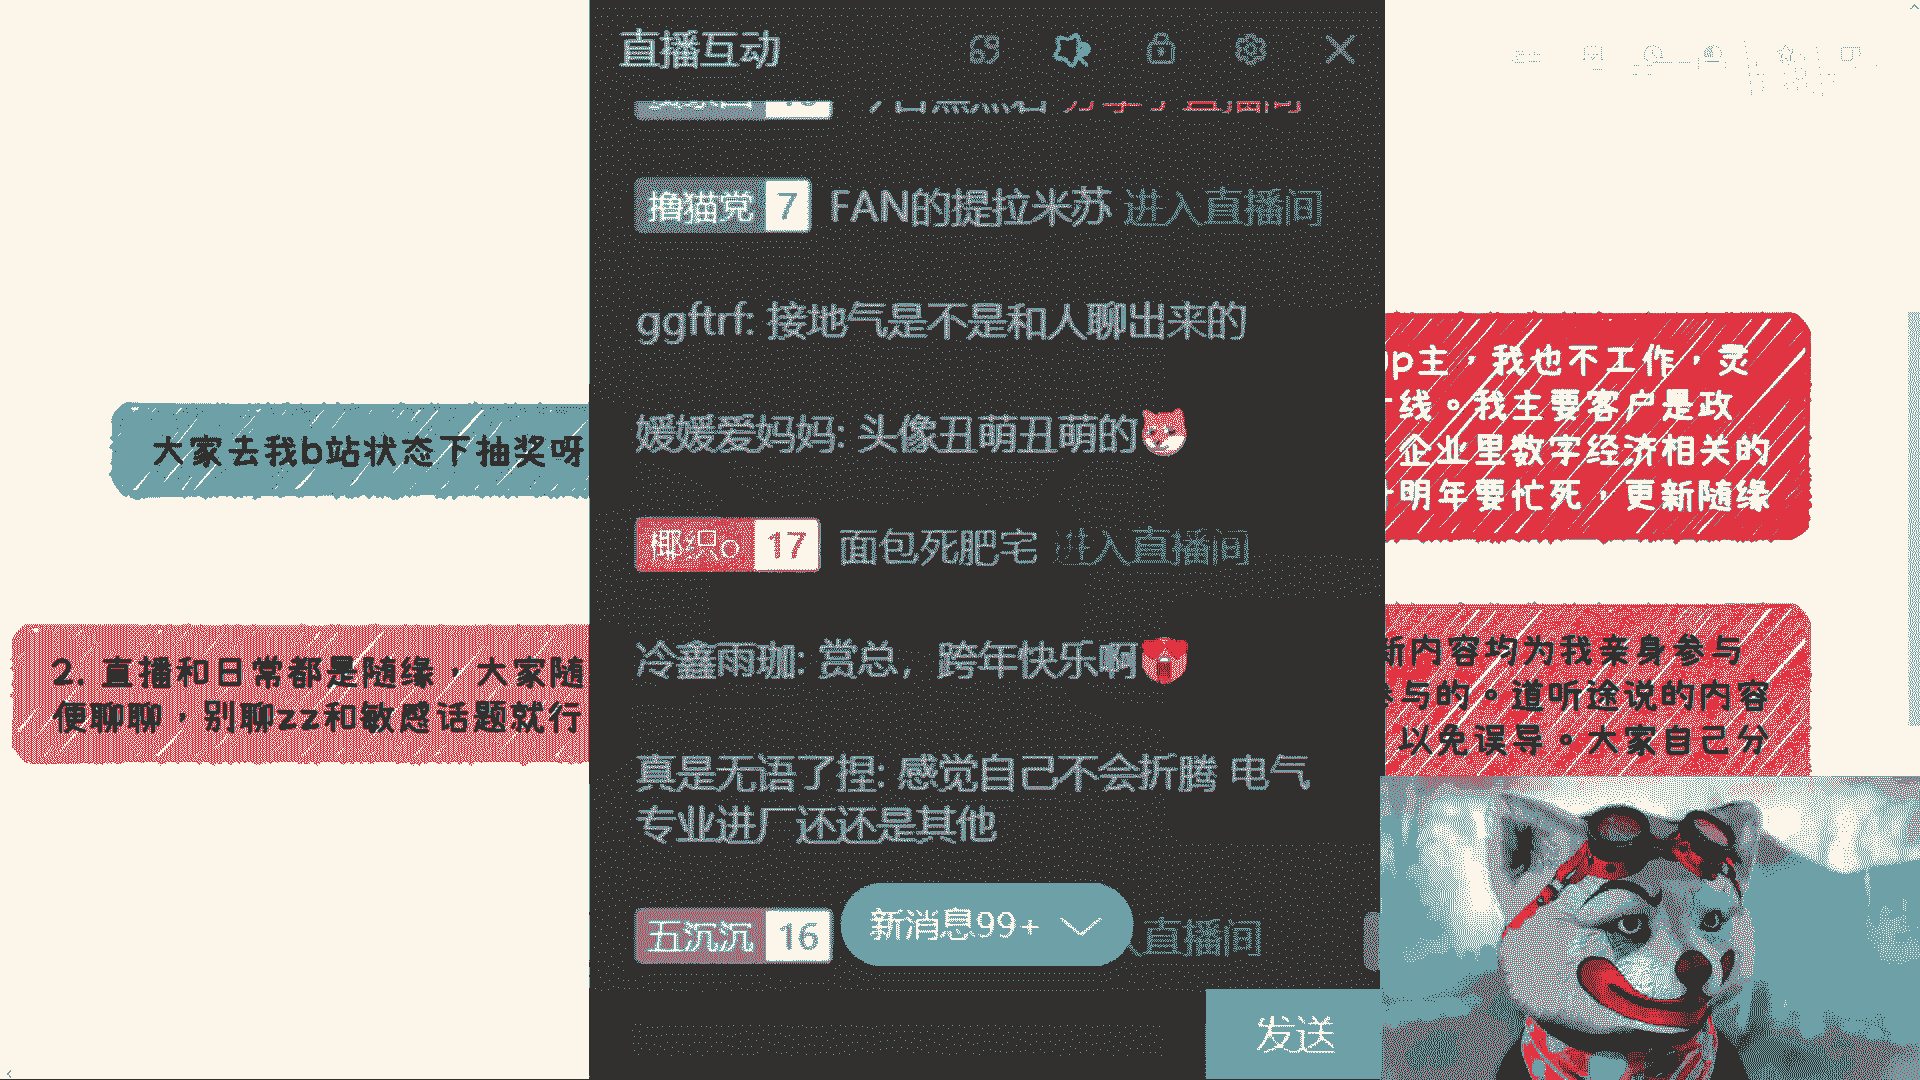 直播互动
撸猫党 7 FAN的提拉米苏 进入直播间
ggftrf: 接地气是不是和人聊出来的
媛媛爱妈妈: 头像丑萌丑萌的
椰织o 17 面包死肥宅 进入直播间
冷鑫雨珈: 赏总，跨年快乐啊
真是无语了捏: 感觉自己不会折腾 电气
专业进厂还还是其他
五沉沉 16
新消息99+
直播间
发送
大家去我b站状态下抽奖呀
2. 直播和日常都是随缘，大家随
便聊聊，别聊zz和敏感话题就行
p主，我也不工作，灵
线。我主要客户是政
企业里数字经济相关的
明年要忙死，更新随缘
新内容均为我亲身参与
参与的。道听途说的内容
以免误导。大家自己分